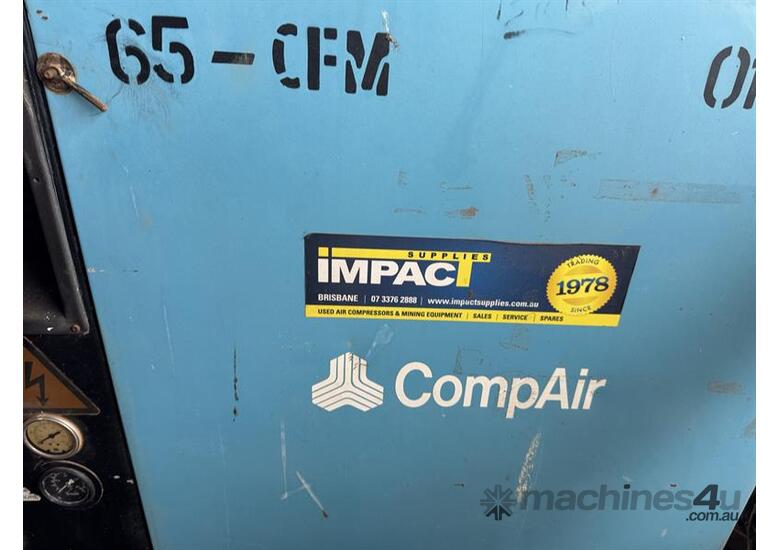 65-CFM
SUPPLIES
IMPACT
TRADING
1978
SINCE
BRISBANE | 07 3376 2888 | www.impactsupplies.com.au
USED AIR COMPRESSORS & MINING EQUIPMENT | SALES | SERVICE | SPARES
CompAir
machines4u
.com.au